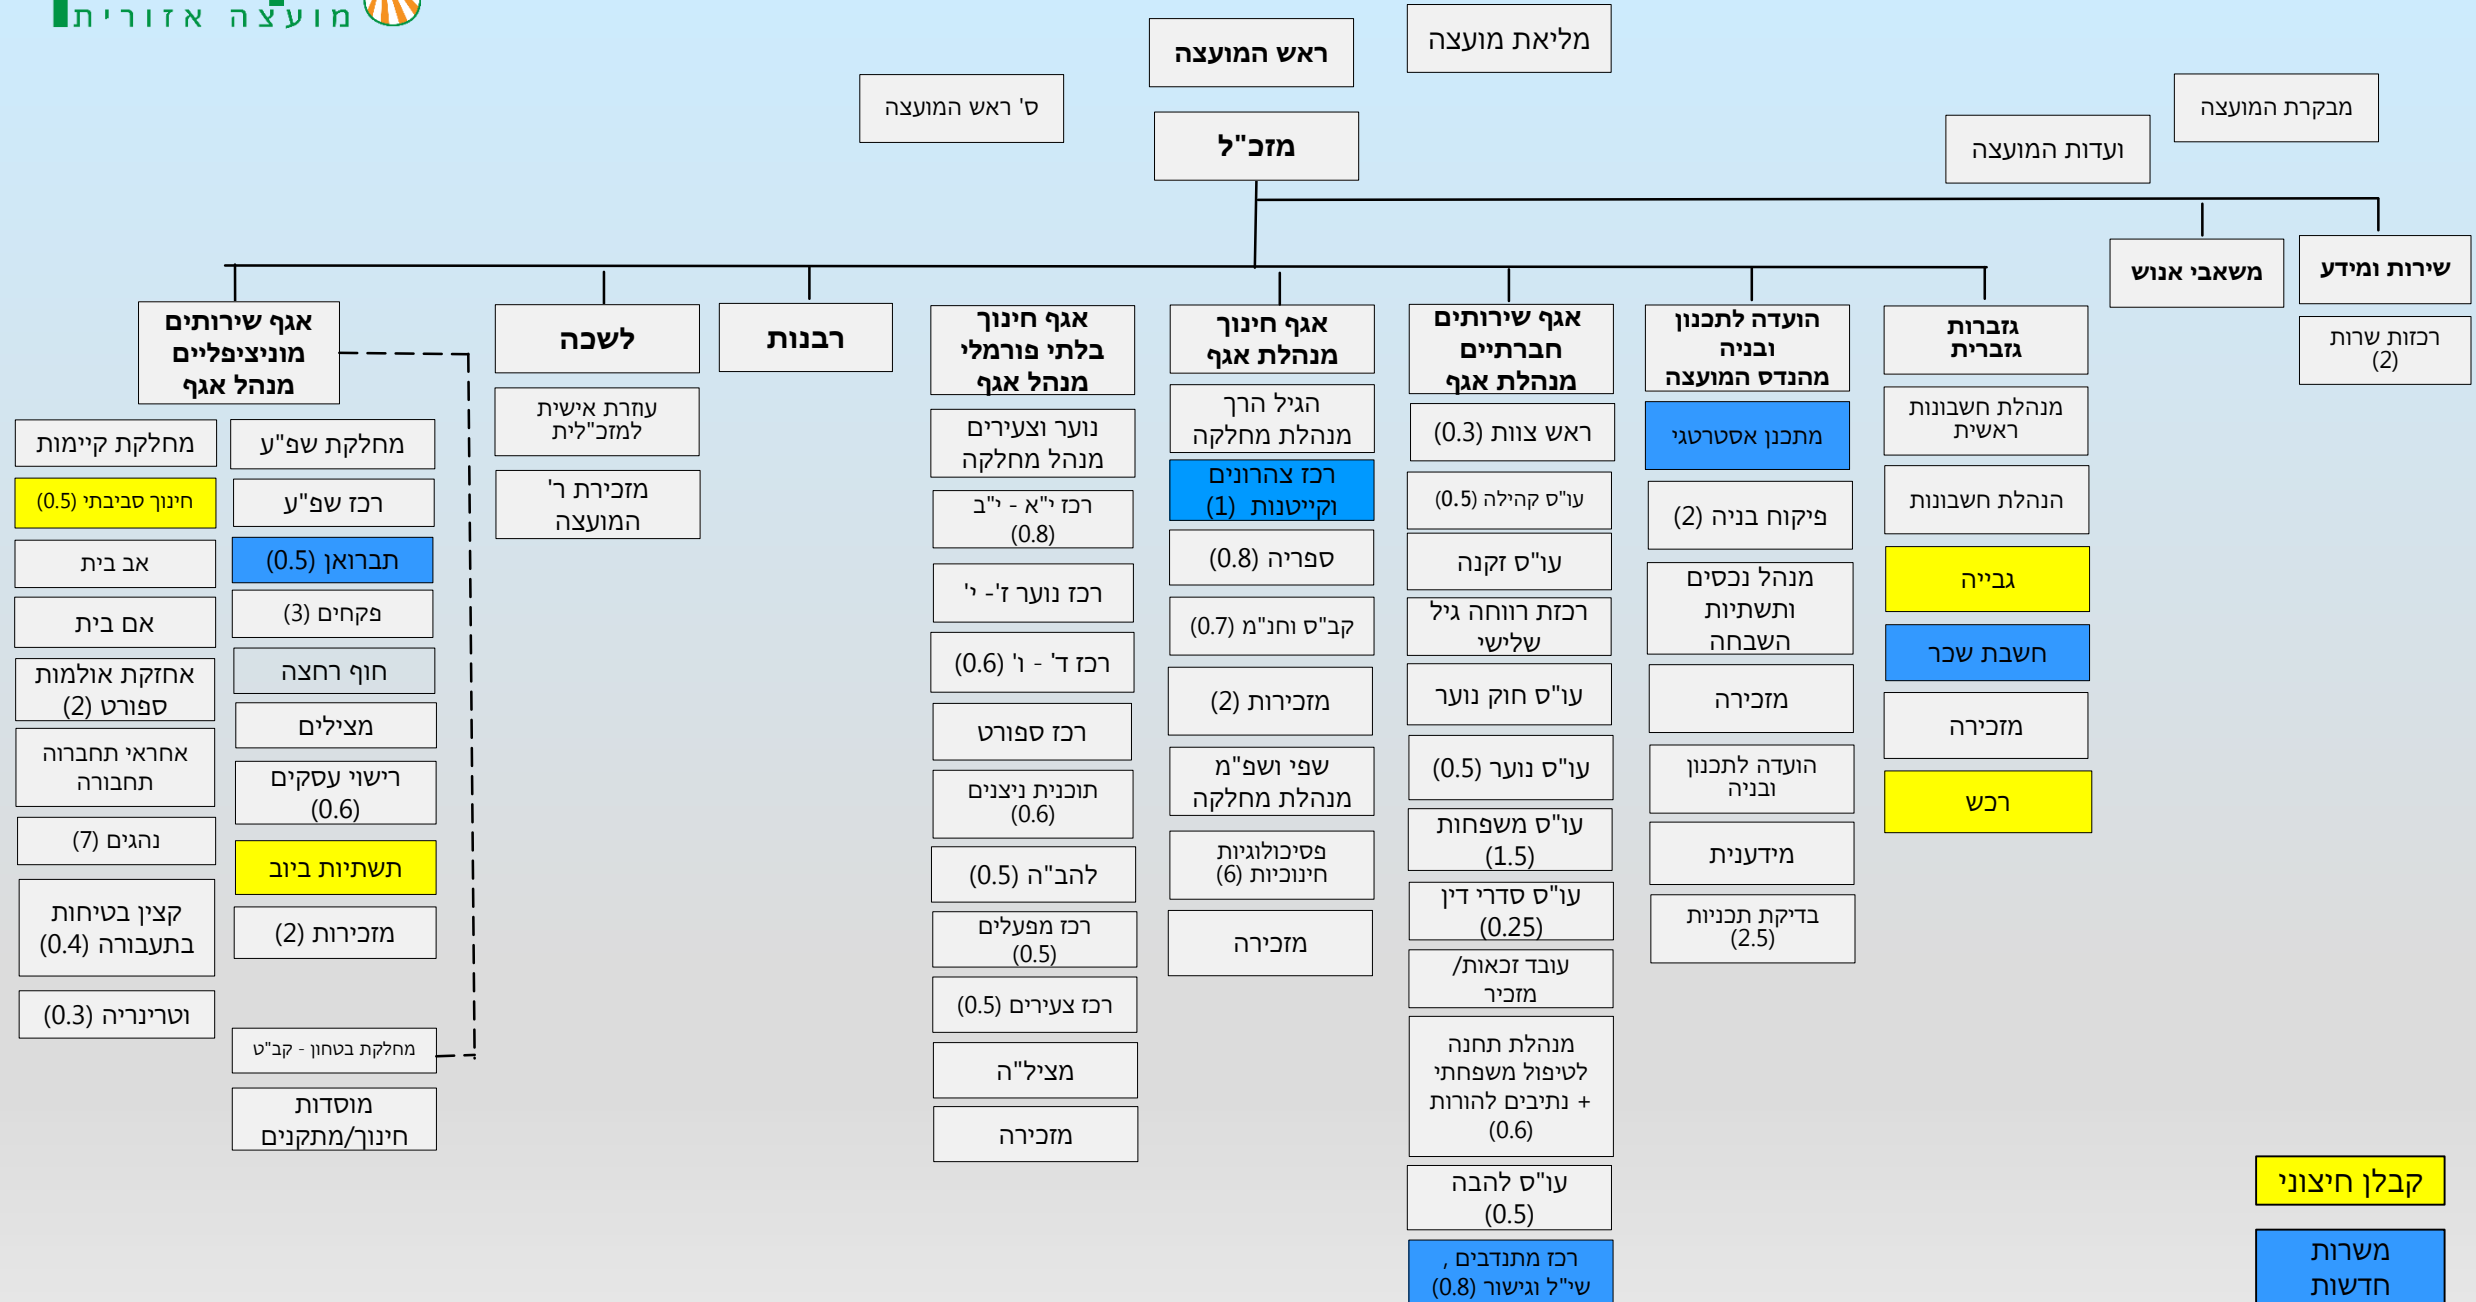 מועצה אזורית
ראש המועצה
מליאת מועצה
ס' ראש המועצה
מזכ"ל
ועדות המועצה
מבקרת המועצה
שירות ומידע
רכזות שרות
(2)
משאבי אנוש
גזברות
גזברית
מנהלת חשבונות
ראשית
הנהלת חשבונות
גבייה
חשבת שכר
מזכירה
רכש
הועדה לתכנון
ובניה
מהנדס המועצה
מתכנן אסטרטגי
פיקוח בניה (2)
מנהל נכסים
ותשתיות
השבחה
מזכירה
הועדה לתכנון
ובניה
מידענית
בדיקת תכניות
(2.5)
אגף שירותים
חברתיים
מנהלת אגף
ראש צוות (0.3)
עו"ס קהילה (0.5)
עו"ס זקנה
רכזת רווחה גיל
שלישי
עו"ס חוק נוער
עו"ס נוער (0.5)
עו"ס משפחות
(1.5)
עו"ס סדרי דין
(0.25)
עובד זכאות/
מזכיר
מנהלת תחנה
לטיפול משפחתי
+ נתיבים להורות
(0.6)
עו"ס להבה
(0.5)
רכז מתנדבים ,
שי"ל וגישור (0.8)
אגף חינוך
מנהלת אגף
הגיל הרך
מנהלת מחלקה
רכז צהרונים
וקייטנות (1)
ספריה (0.8)
קב"ס וחנ"מ (0.7)
מזכירות (2)
שפי ושפ"מ
מנהלת מחלקה
פסיכולוגיות
חינוכיות (6)
מזכירה
אגף חינוך
בלתי פורמלי
מנהל אגף
נוער וצעירים
מנהל מחלקה
רכז י"א - י"ב
(0.8)
רכז נוער ז'- י'
רכז ד' - ו' (0.6)
רכז ספורט
תוכנית ניצנים
(0.6)
להב"ה (0.5)
רכז מפעלים
(0.5)
רכז צעירים (0.5)
מציל"ה
מזכירה
רבנות
לשכה
עוזרת אישית
למזכ"לית
מזכירת ר'
המועצה
אגף שירותים
מוניציפליים
מנהל אגף
מחלקת שפ"ע
רכז שפ"ע
תברואן (0.5)
פקחים (3)
חוף רחצה
מצילים
רישוי עסקים
(0.6)
תשתיות ביוב
מזכירות (2)
מחלקת בטחון - קב"ט
מוסדות
חינוך/מתקנים
מחלקת קיימות
חינוך סביבתי (0.5)
אב בית
אם בית
אחזקת אולמות
ספורט (2)
אחראי תחברוה
תחבורה
נהגים (7)
קצין בטיחות
בתעבורה (0.4)
וטרינריה (0.3)
קבלן חיצוני
משרות
חדשות